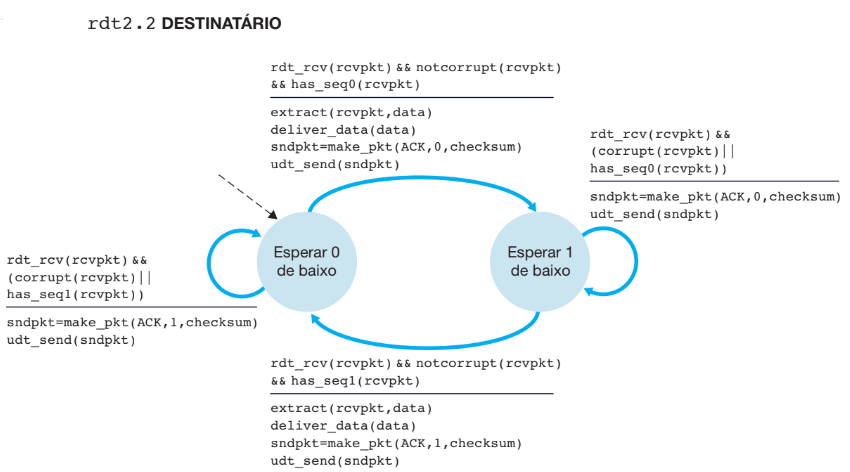 rdt2.2 DESTINATÁRIO
rdt_rcv(rcvpkt) && notcorrupt(rcvpkt)
&& has_seq0(rcvpkt)
extract(rcvpkt,data)
deliver_data(data)
sndpkt=make_pkt(ACK,0,checksum)
udt_send(sndpkt)
rdt_rcv(rcvpkt) &&
(corrupt(rcvpkt)||
has_seq0(rcvpkt))
sndpkt=make_pkt(ACK,0,checksum)
udt_send(sndpkt)
Esperar 0
de baixo
Esperar 1
de baixo
rdt_rcv(rcvpkt) &&
(corrupt(rcvpkt)||
has_seq1(rcvpkt))
sndpkt=make_pkt(ACK,1,checksum)
udt_send(sndpkt)
rdt_rcv(rcvpkt) && notcorrupt(rcvpkt)
&& has_seq1(rcvpkt)
extract(rcvpkt,data)
deliver_data(data)
sndpkt=make_pkt(ACK,1,checksum)
udt_send(sndpkt)